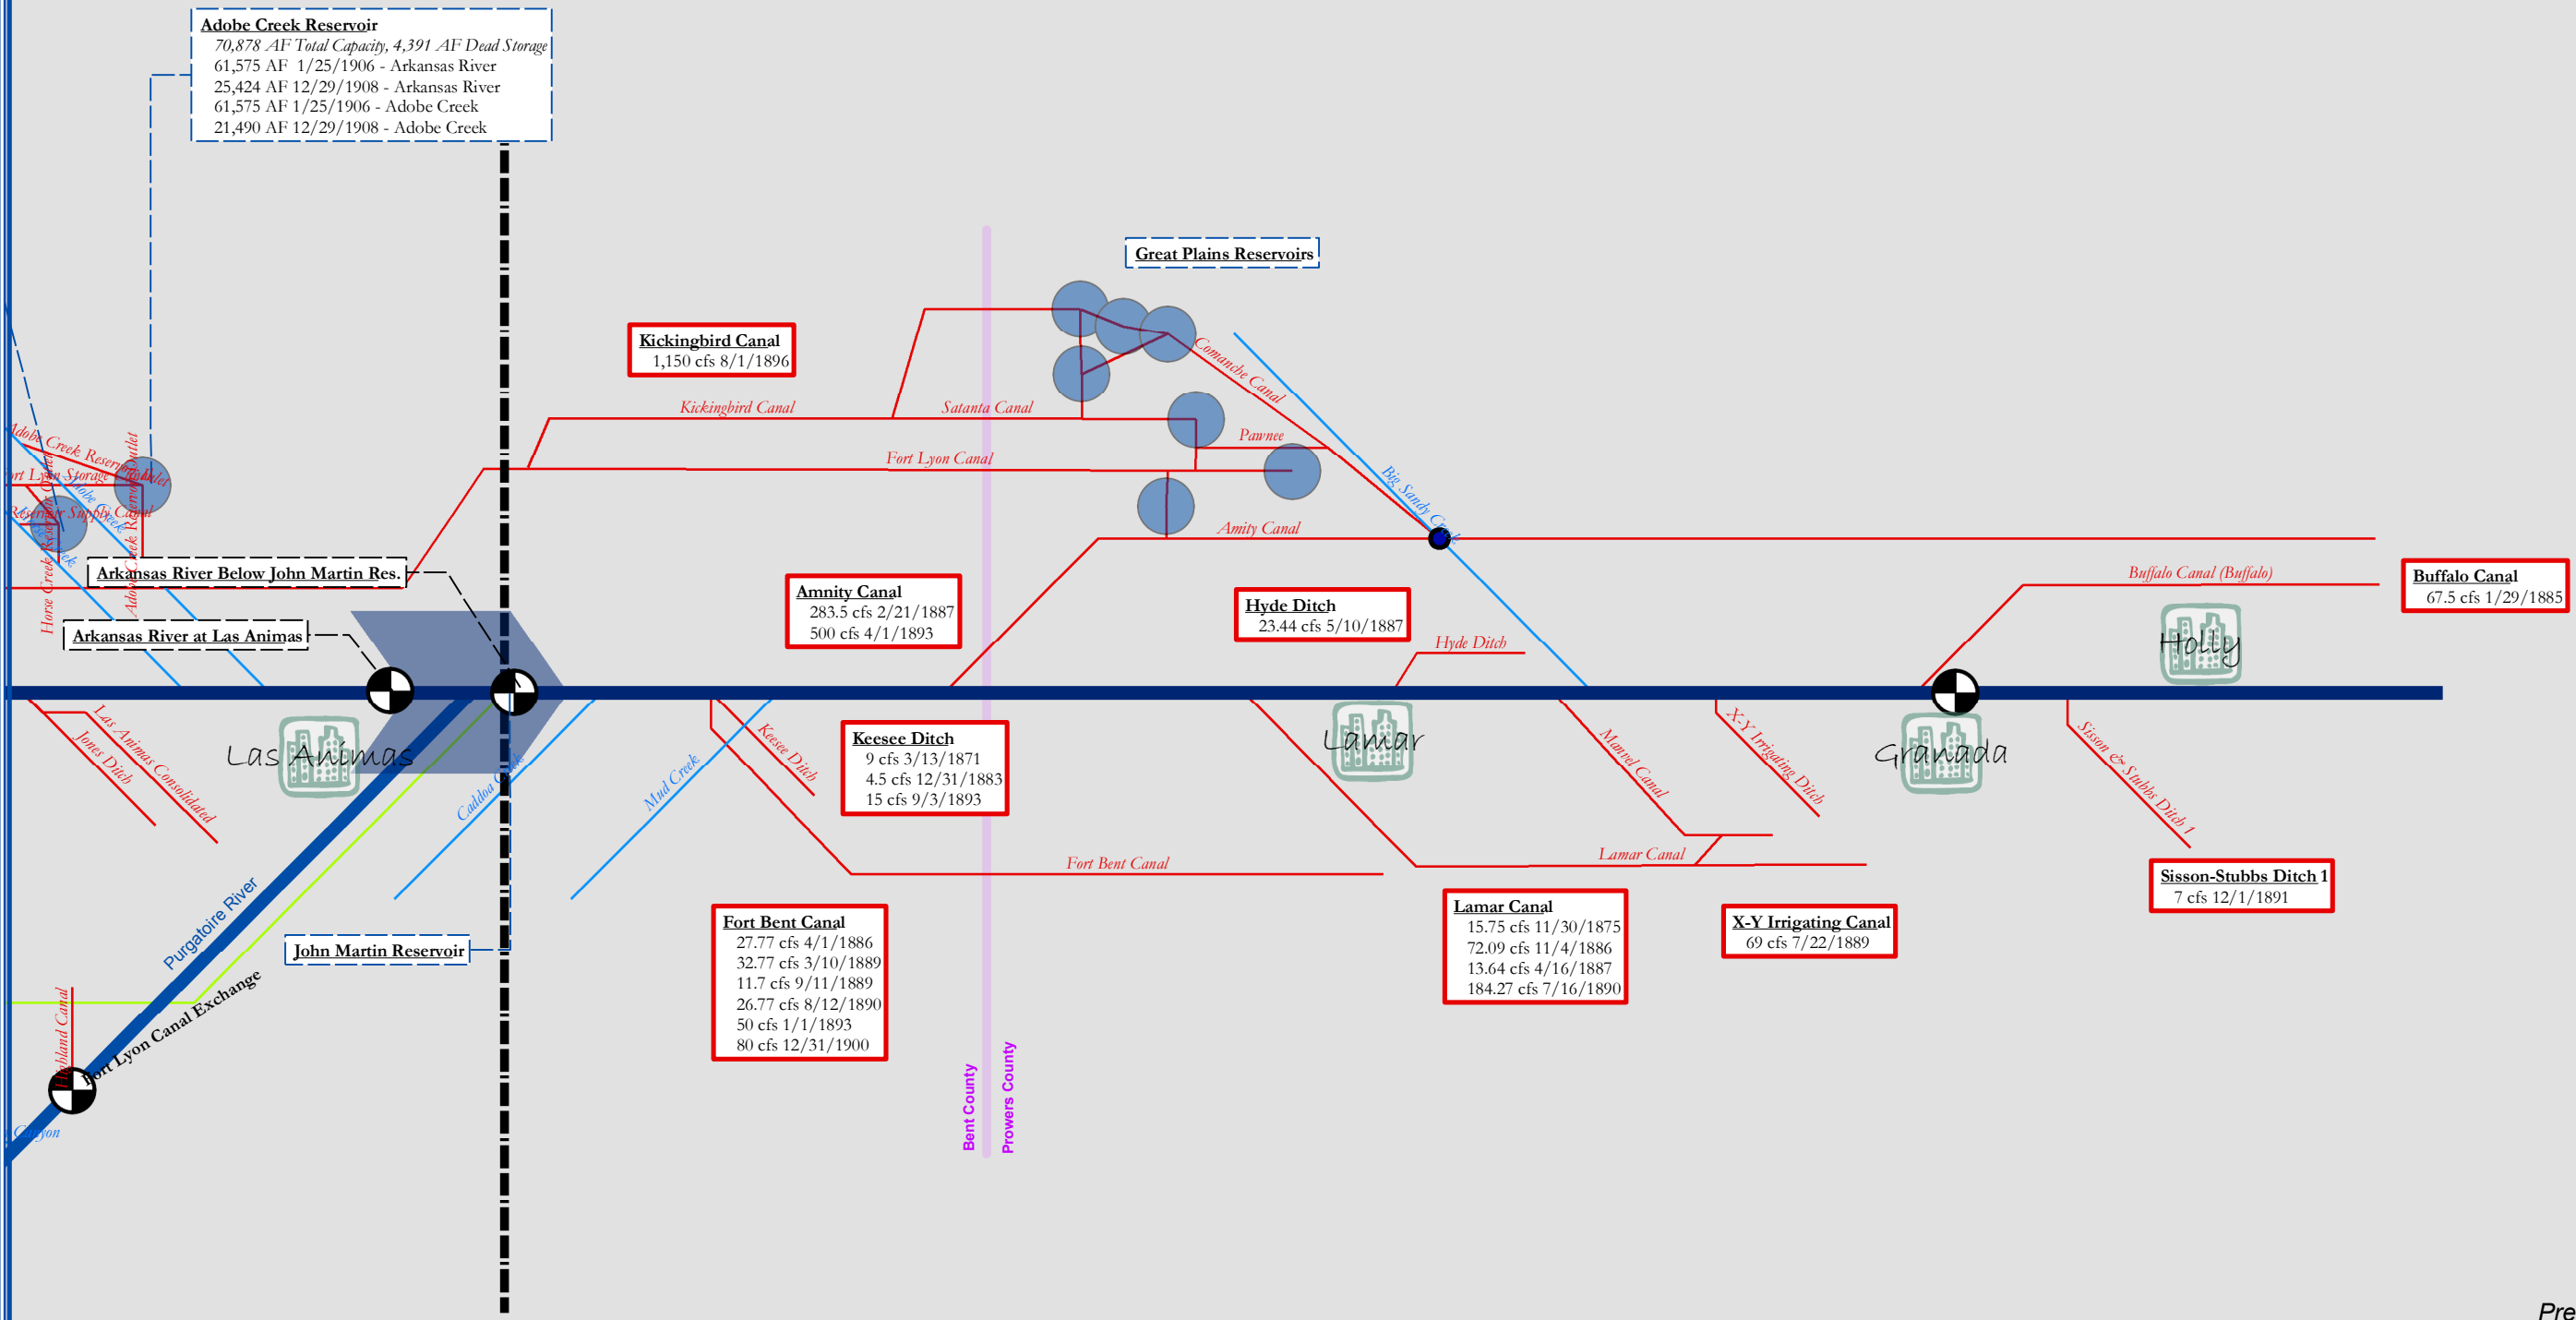 Adobe Creek Reservoir
70,878 AF Total Capacity, 4,391 AF Dead Storage
61,575 AF 1/25/1906 - Arkansas River
25,424 AF 12/29/1908 - Arkansas River
61,575 AF 1/25/1906 - Adobe Creek
21,490 AF 12/29/1908 - Adobe Creek
Great Plains Reservoirs
Kickingbird Canal
1,150 cfs 8/1/1896
Comanche Canal
Kickingbird Canal
Satanta Canal
Pawnee
Fort Lyon Canal
Big Sandy Creek
Adobe Creek
Amity Canal
Arkansas River Below John Martin Res.
Arkansas River at Las Animas
Amnity Canal
283.5 cfs 2/21/1887
500 cfs 4/1/1893
Hyde Ditch
23.44 cfs 5/10/1887
Hyde Ditch
Buffalo Canal (Buffalo)
Buffalo Canal
67.5 cfs 1/29/1885
Holly
Las Animas Consolidated
Jones Ditch
Las Animas
Caddoa Creek
Mud Creek
Keesee Ditch
Keesee Ditch
9 cfs 3/13/1871
4.5 cfs 12/31/1883
15 cfs 9/3/1893
Lamar
Manvel Canal
X-Y Irrigating Ditch
Granada
Sisson & Stubbs Ditch 1
Fort Bent Canal
Lamar Canal
Sisson-Stubbs Ditch 1
7 cfs 12/1/1891
Purgatoire River
John Martin Reservoir
Fort Bent Canal
27.77 cfs 4/1/1886
32.77 cfs 3/10/1889
11.7 cfs 9/11/1889
26.77 cfs 8/12/1890
50 cfs 1/1/1893
80 cfs 12/31/1900
Lamar Canal
15.75 cfs 11/30/1875
72.09 cfs 11/4/1886
13.64 cfs 4/16/1887
184.27 cfs 7/16/1890
X-Y Irrigating Canal
69 cfs 7/22/1889
Highland Canal
Fort Lyon Canal Exchange
Bent County
Prowers County
Canyon
Pre